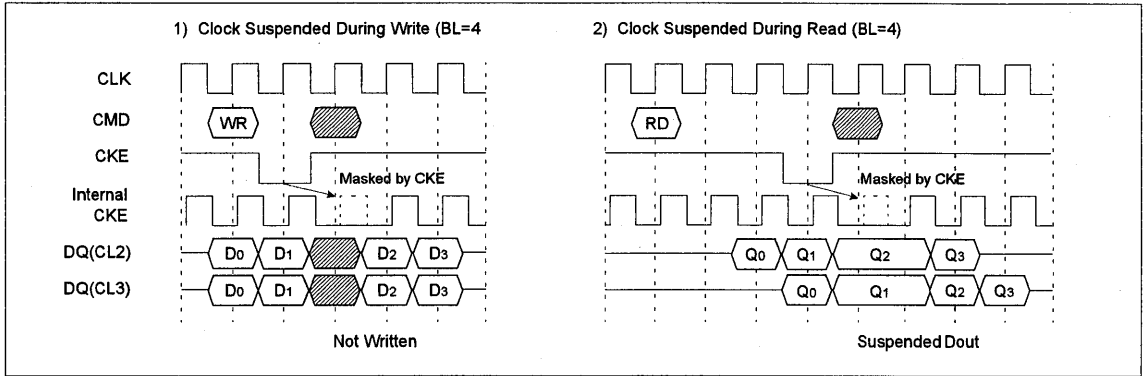 1) Clock Suspended During Write (BL=4
2) Clock Suspended During Read (BL=4)
CLK
CMD
WR
RD
CKE
Masked by CKE
Masked by CKE
Internal
CKE
DQ(CL2)
D0 D1 D2 D3
Q0 Q1 Q2 Q3
DQ(CL3)
D0 D1 D2 D3
Q0 Q1 Q2 Q3
Not Written
Suspended Dout